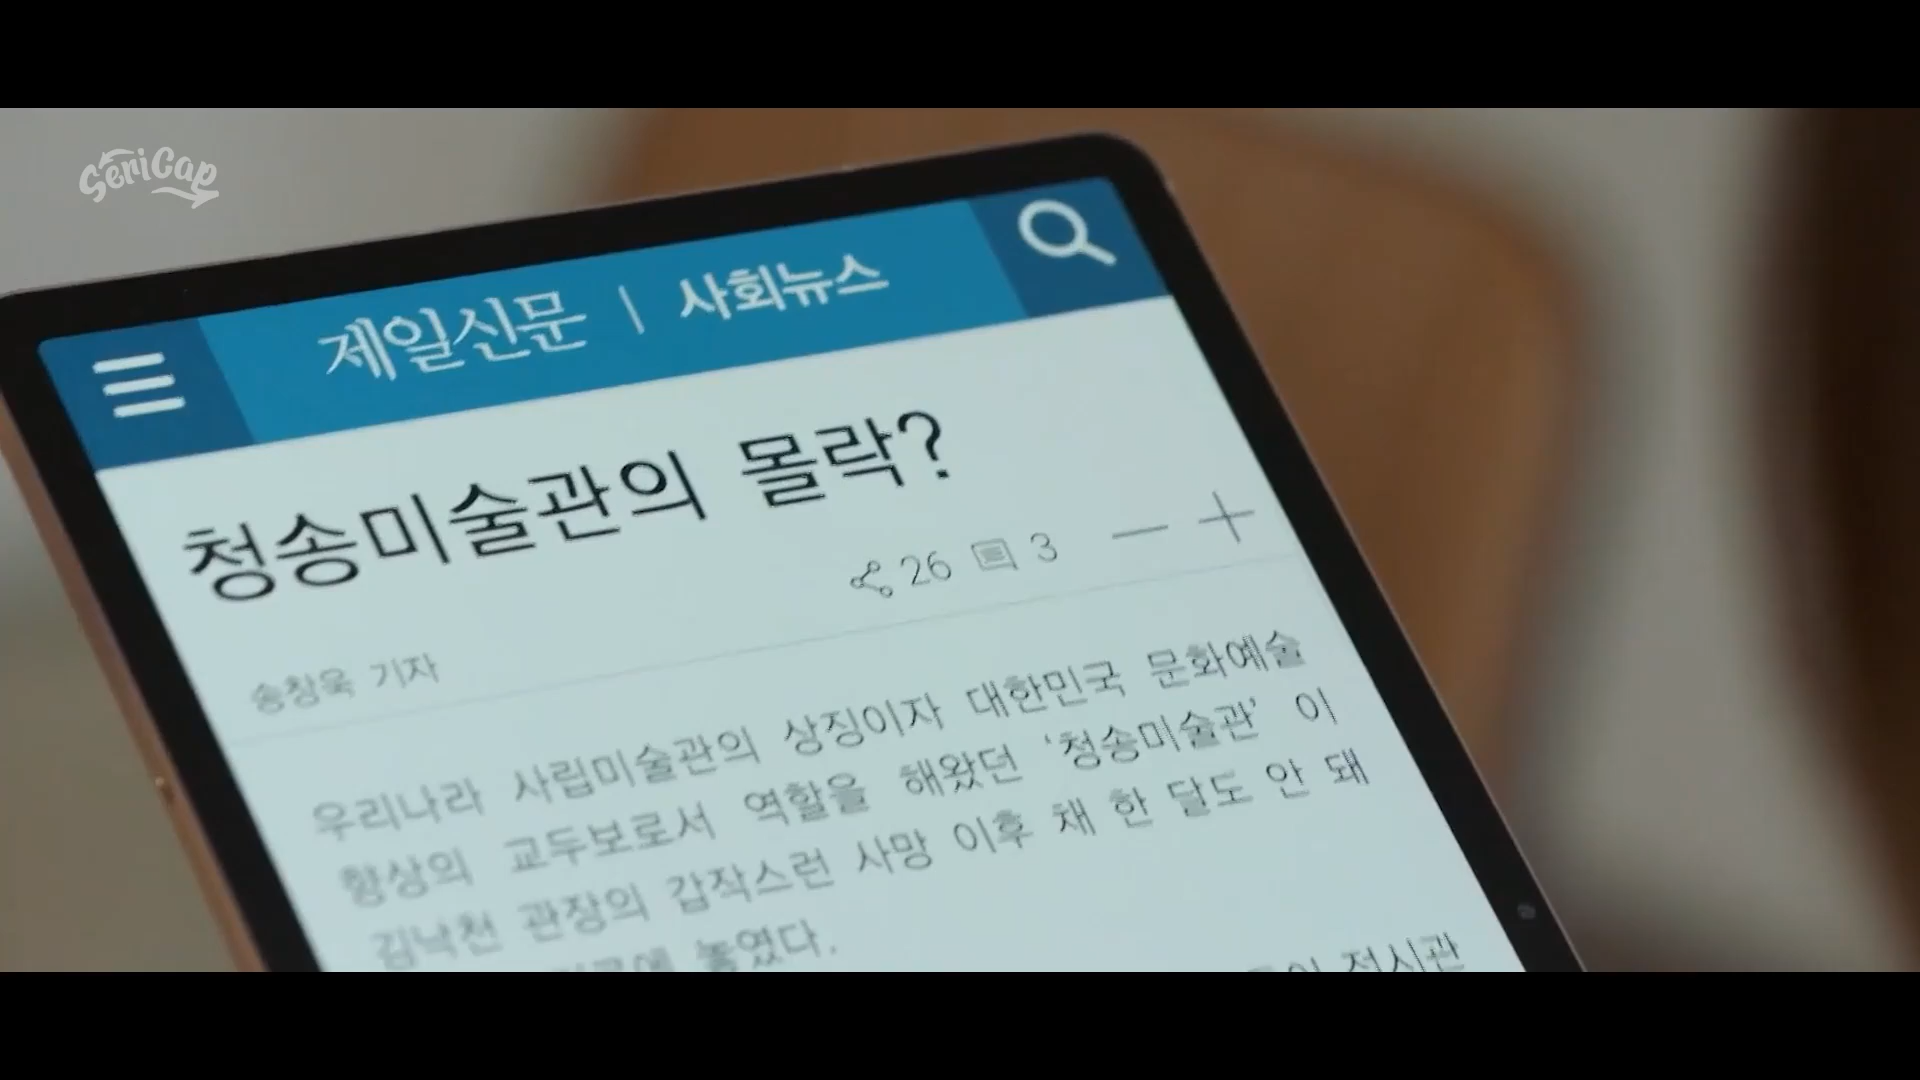 SeriCap
제일신문 | 사회뉴스
청송미술관의 몰락?
26 3
송창욱 기자
우리나라 사립미술관의 상징이자 대한민국 문화예술
향상의 교두보로서 역할을 해왔던 ‘청송미술관’ 이
김낙천 관장의 갑작스런 사망 이후 채 한 달도 안 돼
놓였다.
전시관